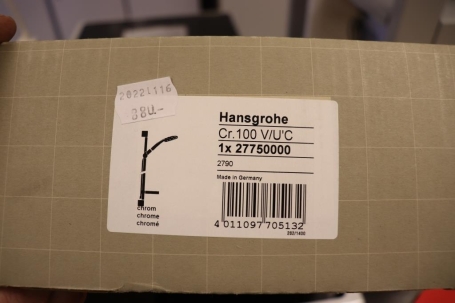 20221116
380.-
Hansgrohe
Cr.100 V/U'C
1x 27750000
2790
Made in Germany
chrom
chrome
chromé
4 011097 705132